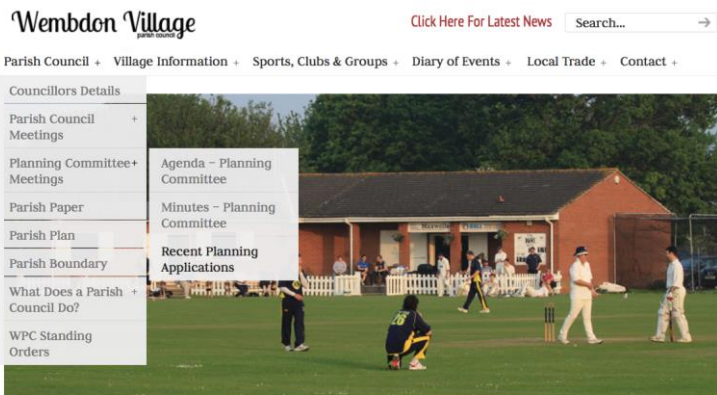 Wembdon Village
parish council
Click Here For Latest News
Search...
Parish Council +
Village Information +
Sports, Clubs & Groups +
Diary of Events +
Local Trade +
Contact +
Councillors Details
Parish Council +
Meetings
Planning Committee +
Meetings
Parish Paper
Parish Plan
Parish Boundary
What Does a Parish +
Council Do?
WPC Standing
Orders
Agenda – Planning
Committee
Minutes – Planning
Committee
Recent Planning
Applications